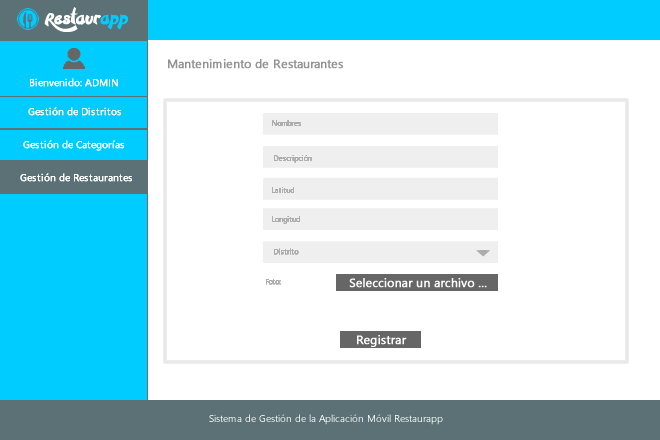 Restaurapp
Bienvenido: ADMIN
Gestión de Distritos
Gestión de Categorías
Gestión de Restaurantes
Mantenimiento de Restaurantes
Nombres
Descripción
Latitud
Longitud
Distrito
Foto:
Seleccionar un archivo ...
Registrar
Sistema de Gestión de la Aplicación Móvil Restaurapp